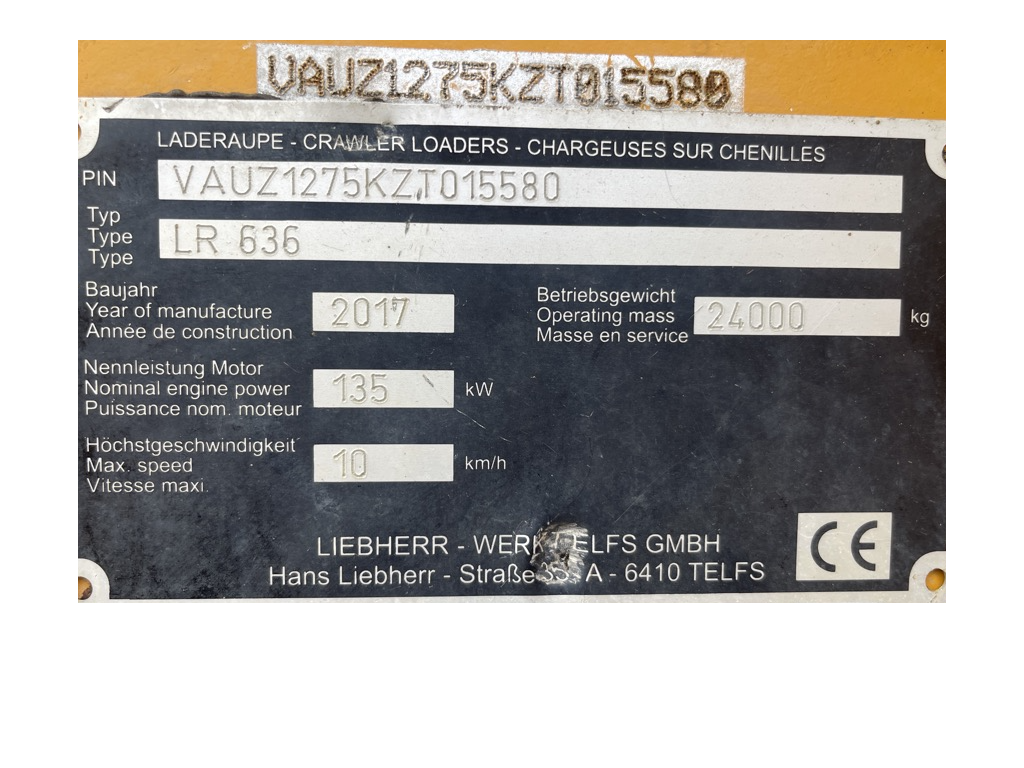 VAUZ1275KZT015580
LADERAUPE - CRAWLER LOADERS - CHARGEUSES SUR CHENILLES
PIN VAUZ1275KZT015580
Typ
Type
Type
LR 636
Baujahr
Year of manufacture
Année de construction
2017
Betriebsgewicht
Operating mass
Masse en service
24000 kg
Nennleistung Motor
Nominal engine power
Puissance nom. moteur
135 kW
Höchstgeschwindigkeit
Max. speed
Vitesse maxi.
10 km/h
LIEBHERR - WERK GMBH
Hans Liebherr - Straße A - 6410 TELFS
CE